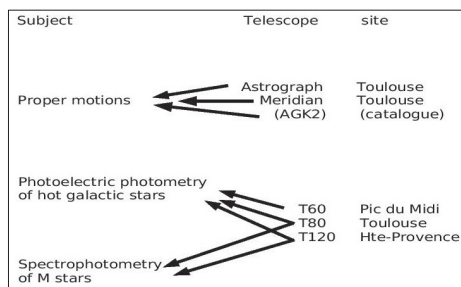 Subject Telescope site
Astrograph Toulouse
Proper motions Meridian Toulouse
(AGK2) (catalogue)
Photoelectric photometry
of hot galactic stars
T60 Pic du Midi
T80 Toulouse
T120 Hte-Provence
Spectrophotometry
of M stars